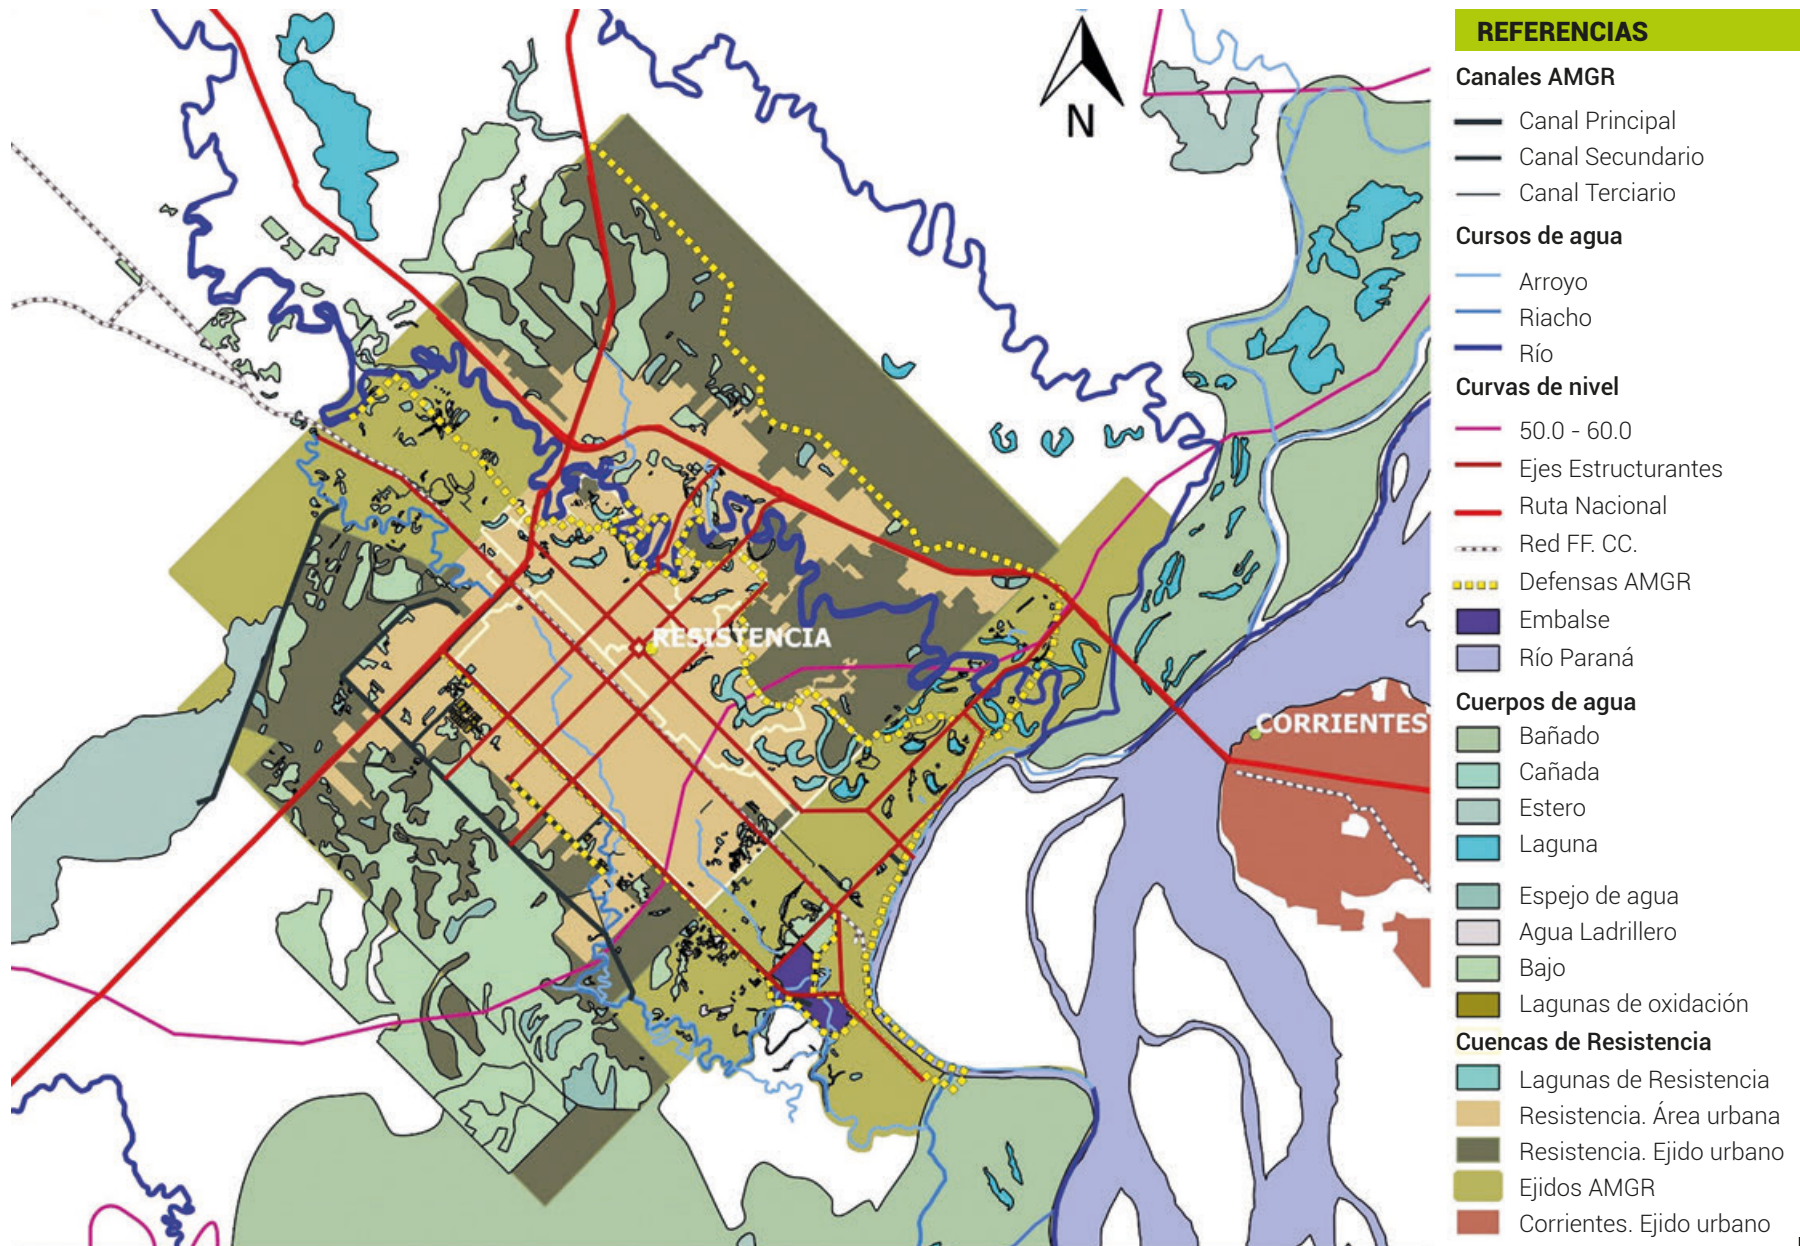 N
RESISTENCIA
CORRIENTES
REFERENCIAS
Canales AMGR
Canal Principal
Canal Secundario
Canal Terciario
Cursos de agua
Arroyo
Riacho
Río
Curvas de nivel
50.0 - 60.0
Ejes Estructurantes
Ruta Nacional
Red FF. CC.
Defensas AMGR
Embalse
Río Paraná
Cuerpos de agua
Bañado
Cañada
Estero
Laguna
Espejo de agua
Agua Ladrillero
Bajo
Lagunas de oxidación
Cuencas de Resistencia
Lagunas de Resistencia
Resistencia. Área urbana
Resistencia. Ejido urbano
Ejidos AMGR
Corrientes. Ejido urbano